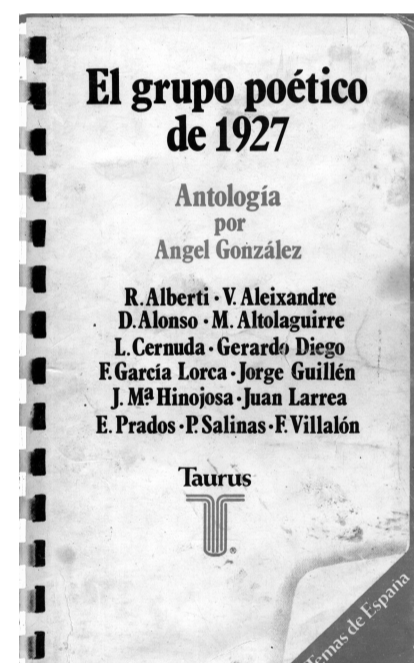 El grupo poético
de 1927
Antología
por
Angel González
R. Alberti · V. Aleixandre
D. Alonso · M. Altolaguirre
L. Cernuda · Gerardo Diego
F. García Lorca · Jorge Guillén
J. Mª Hinojosa · Juan Larrea
E. Prados · P. Salinas · F. Villalón
Taurus
®
Temas de España